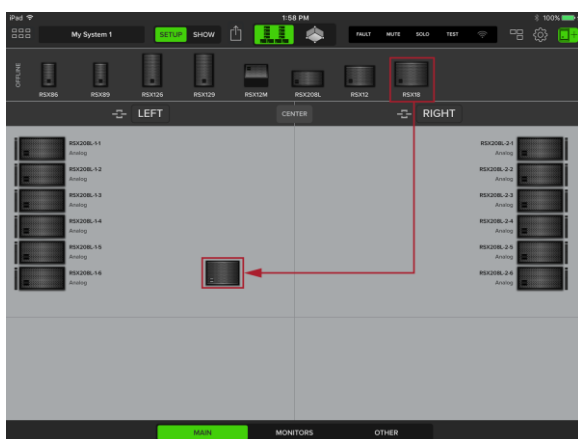 iPad 1:58 PM 100%
My System 1 SETUP SHOW FAULT MUTE SOLO TEST
OFFLINE
RSX86 RSX89 RSX126 RSX129 RSX12M RSX208L RSX12 RSX18
LEFT CENTER RIGHT
RSX208L-1-1 RSX208L-2-1
Analog Analog
RSX208L-1-2 RSX208L-2-2
Analog Analog
RSX208L-1-3 RSX208L-2-3
Analog Analog
RSX208L-1-4 RSX208L-2-4
Analog Analog
RSX208L-1-5 RSX208L-2-5
Analog Analog
RSX208L-1-6 RSX208L-2-6
Analog Analog
MAIN MONITORS OTHER